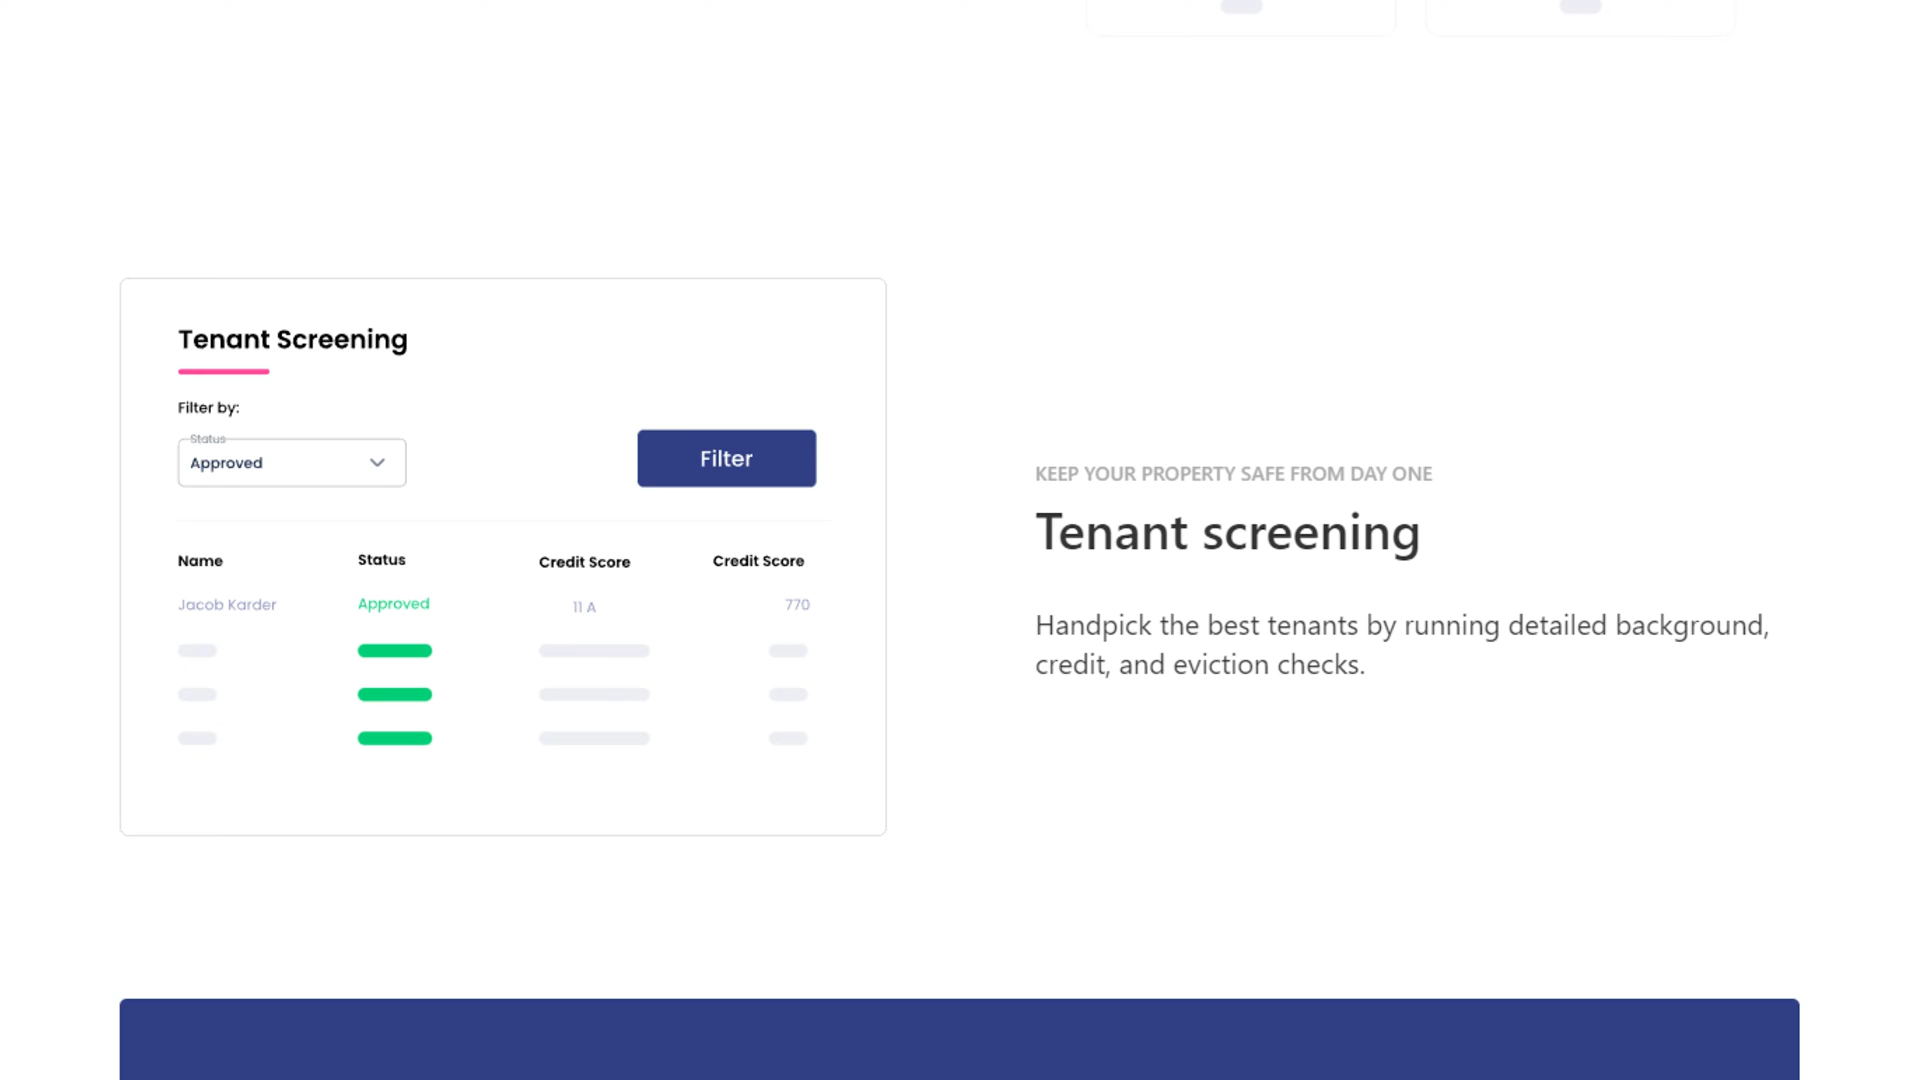 Tenant Screening
Filter by:
Status
Approved
Filter
Name Status Credit Score Credit Score
Jacob Karder Approved 11 A 770
KEEP YOUR PROPERTY SAFE FROM DAY ONE
Tenant screening
Handpick the best tenants by running detailed background,
credit, and eviction checks.